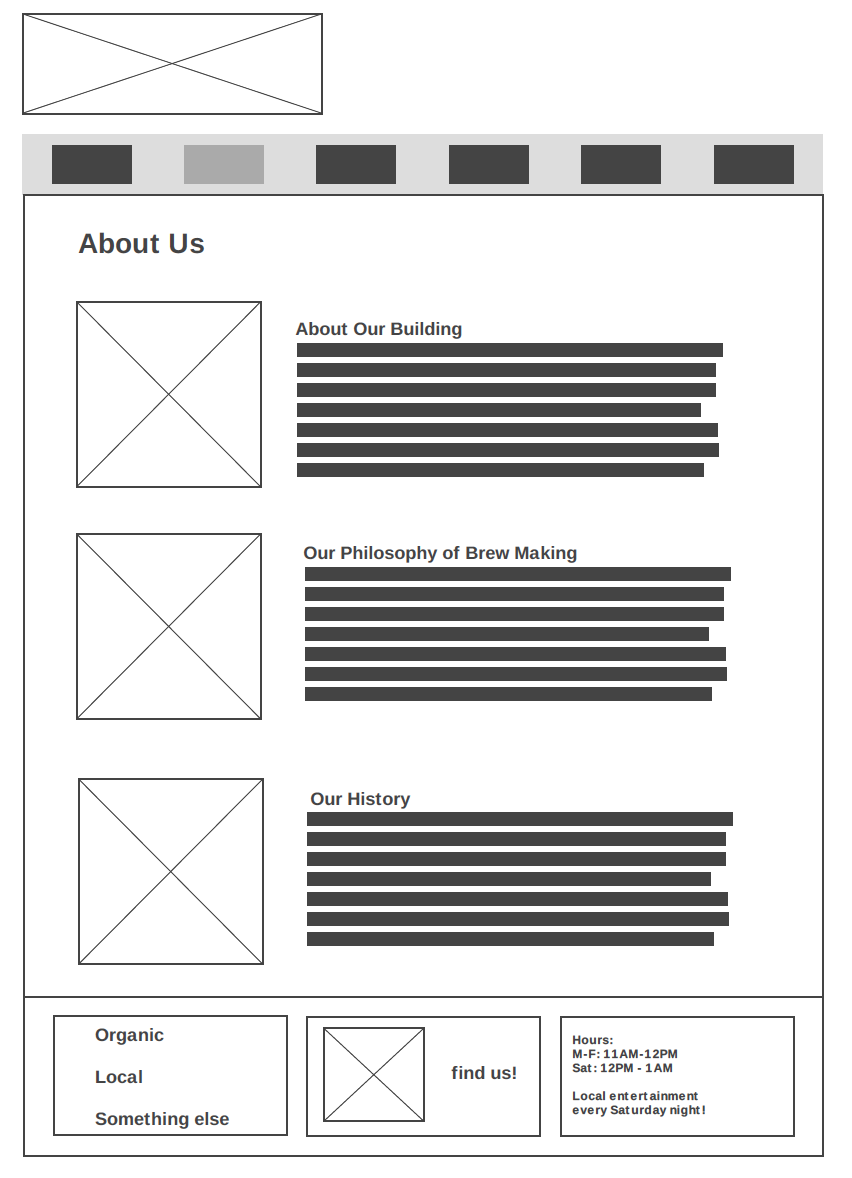 About Us
About Our Building
Our Philosophy of Brew Making
Our History
Organic
Local
Something else
find us!
Hours:
M-F: 11AM-12PM
Sat: 12PM - 1AM
Local entertainment
every Saturday night!